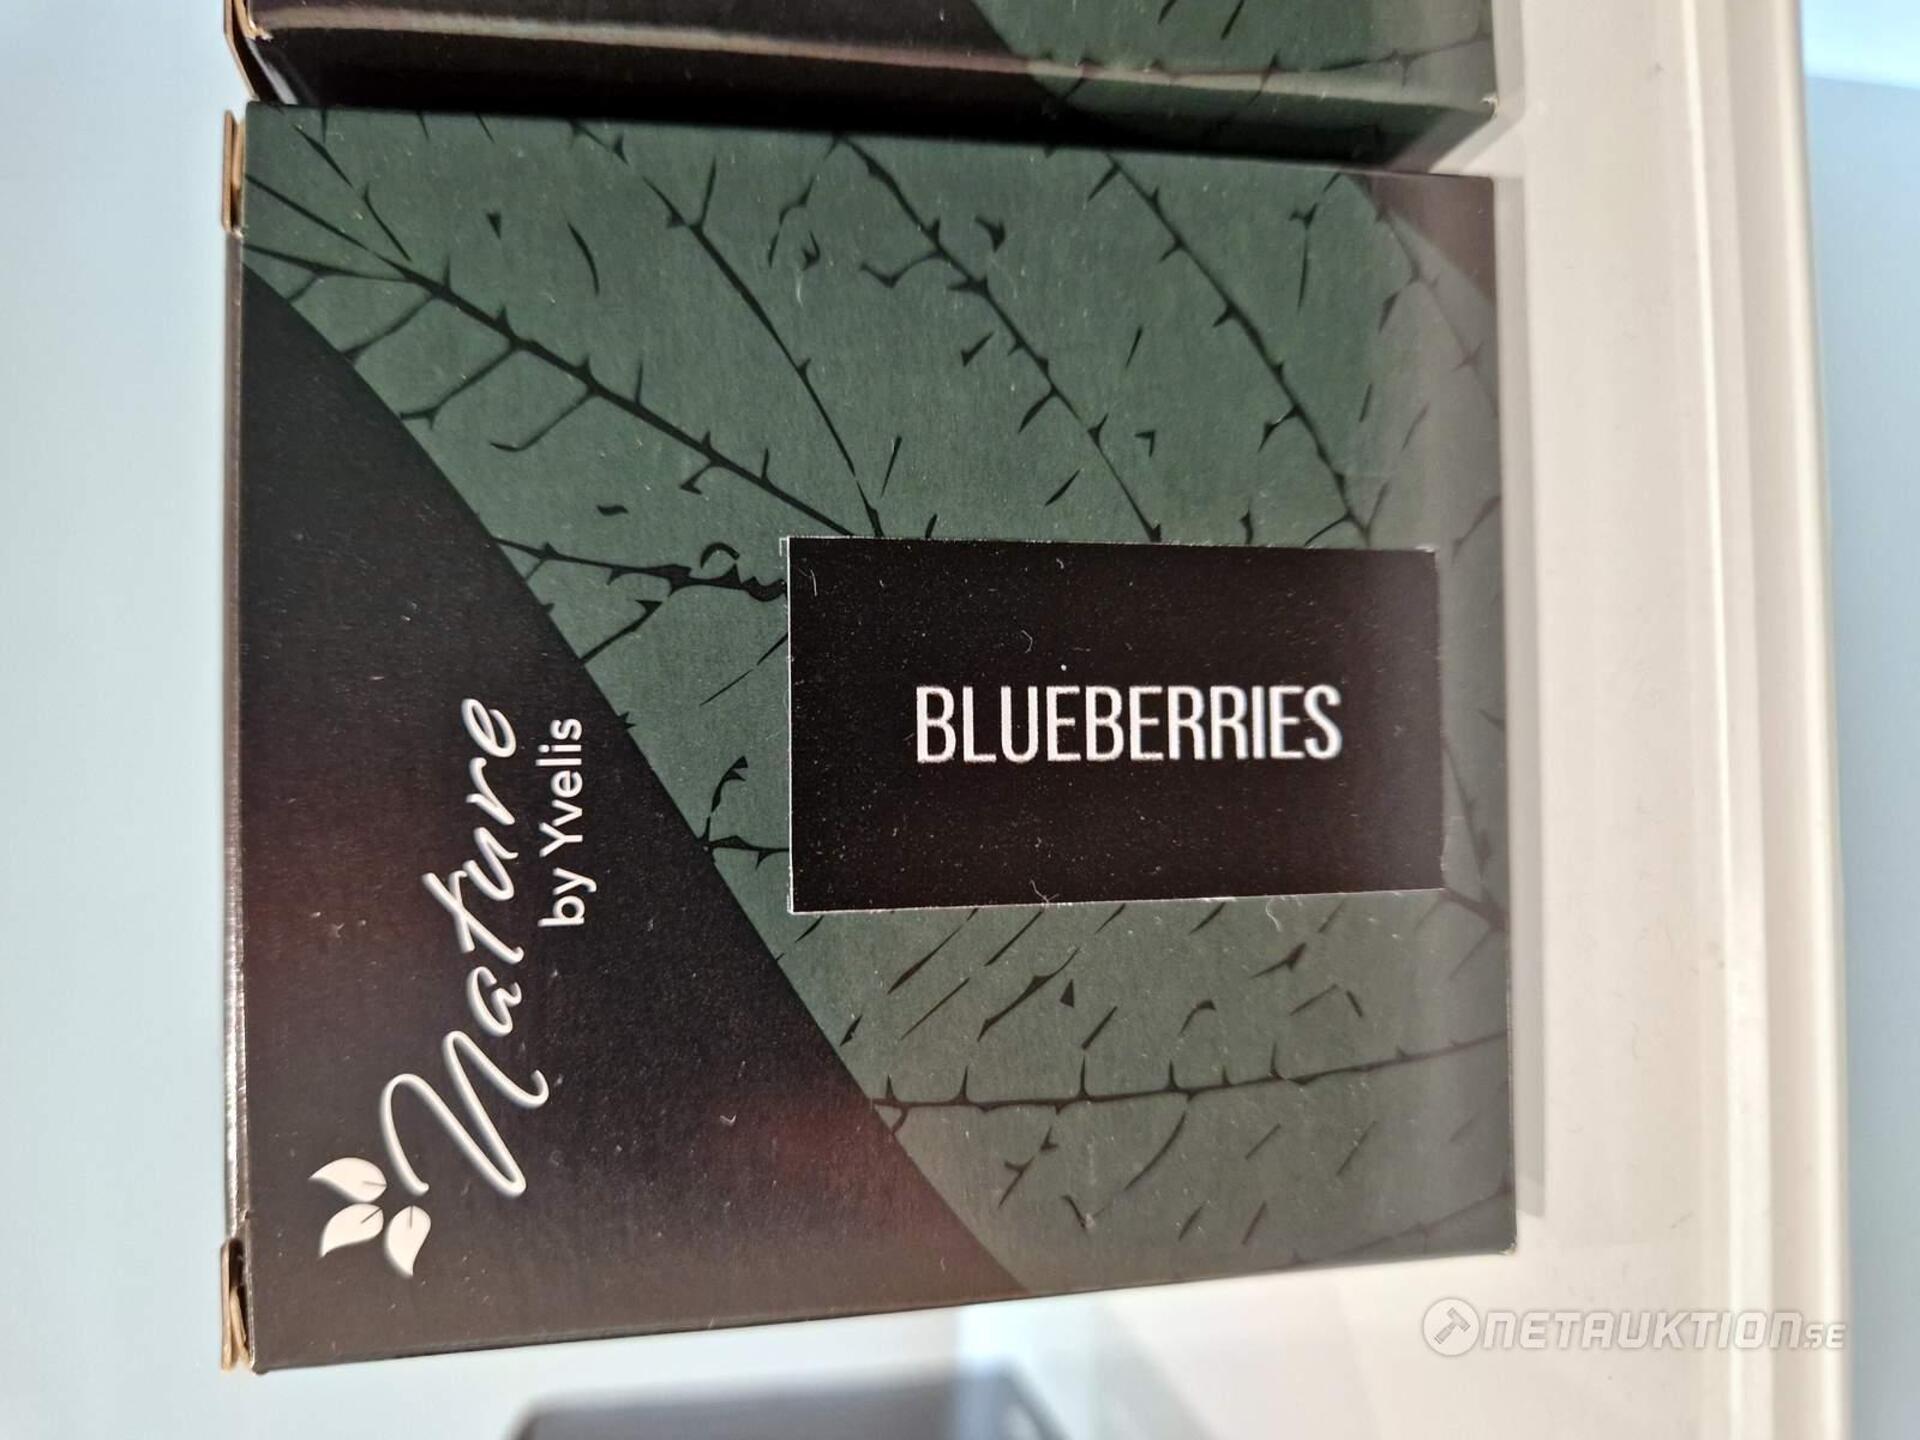 Nature
by Yvelis
BLUEBERRIES
NETAUKTION.SE